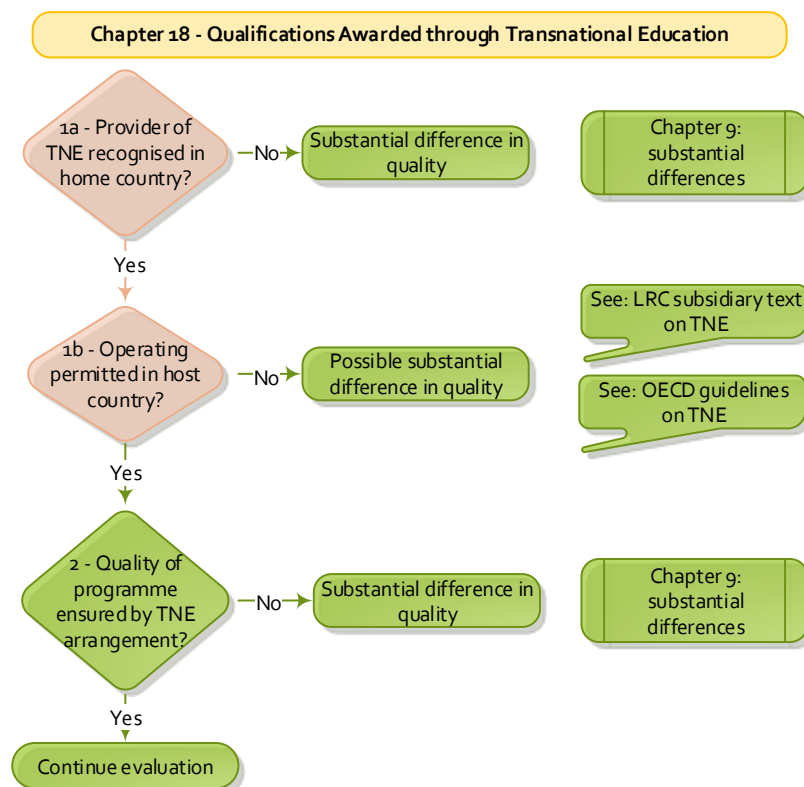 Chapter 18 - Qualifications Awarded through Transnational Education
1a - Provider of
TNE recognised in
home country?
No
Substantial difference in
quality
Chapter 9:
substantial
differences
Yes
1b - Operating
permitted in host
country?
No
Possible substantial
difference in quality
See: LRC subsidiary text
on TNE
See: OECD guidelines
on TNE
Yes
2 - Quality of
programme
ensured by TNE
arrangement?
No
Substantial difference in
quality
Chapter 9:
substantial
differences
Yes
Continue evaluation